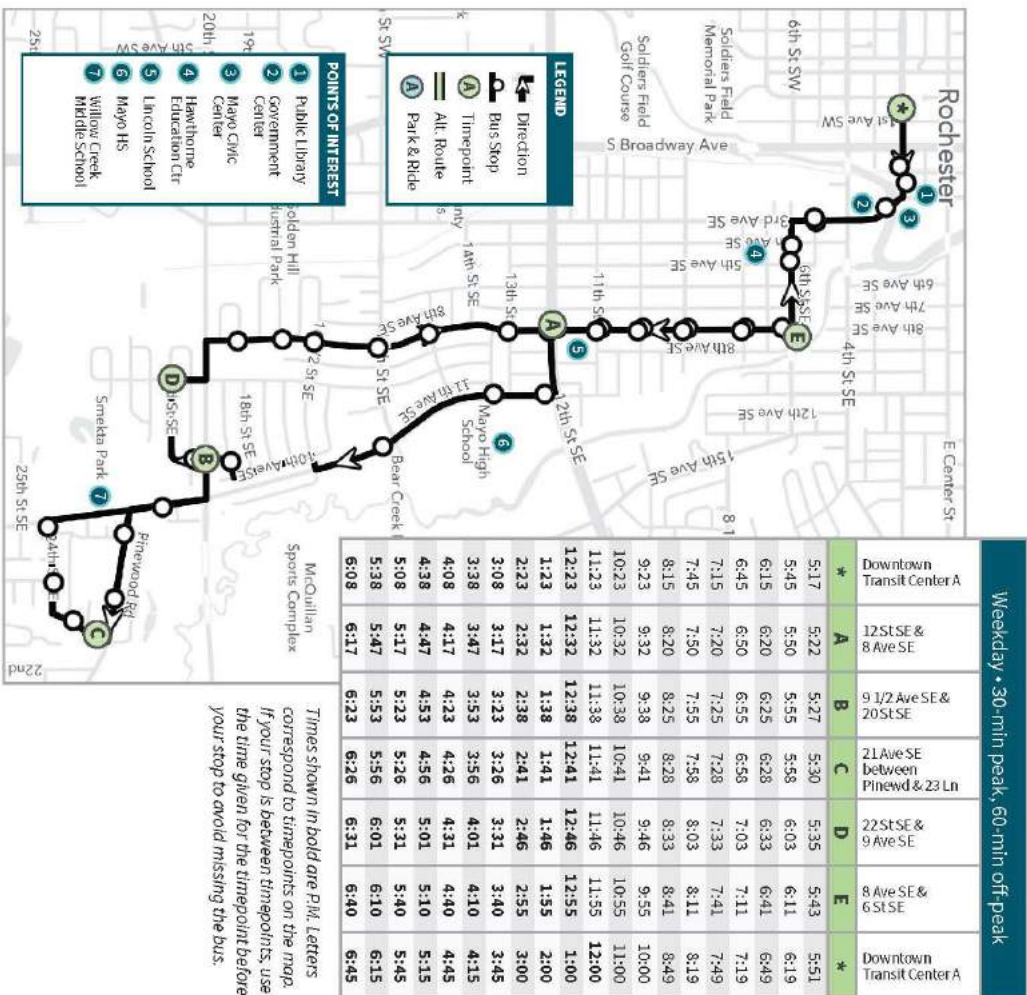 Weekday • 30-min peak, 60-min off-peak
Downtown
Transit Center A
12 St SE &
8 Ave SE
9 1/2 Ave SE &
20 St SE
21 Ave SE
between
Pinewd & 23 Ln
22 St SE &
9 Ave SE
8 Ave SE &
6 St SE
Downtown
Transit Center A
* A B C D E *
5:17 5:22 5:27 5:30 5:35 5:43 5:51
5:45 5:50 5:55 5:58 6:03 6:11 6:19
6:15 6:20 6:25 6:28 6:33 6:41 6:49
6:45 6:50 6:55 6:58 7:03 7:11 7:19
7:15 7:20 7:25 7:28 7:33 7:41 7:49
7:45 7:50 7:55 7:58 8:03 8:11 8:19
8:15 8:20 8:25 8:28 8:33 8:41 8:49
9:23 9:32 9:38 9:41 9:46 9:55 10:00
10:23 10:32 10:38 10:41 10:46 10:55 11:00
11:23 11:32 11:38 11:41 11:46 11:55 12:00
12:23 12:32 12:38 12:41 12:46 12:55 1:00
1:23 1:32 1:38 1:41 1:46 1:55 2:00
2:23 2:32 2:38 2:41 2:46 2:55 3:00
3:08 3:17 3:23 3:26 3:31 3:40 3:45
3:38 3:47 3:53 3:56 4:01 4:10 4:15
4:08 4:17 4:23 4:26 4:31 4:40 4:45
4:38 4:47 4:53 4:56 5:01 5:10 5:15
5:08 5:17 5:23 5:26 5:31 5:40 5:45
5:38 5:47 5:53 5:56 6:01 6:10 6:15
6:08 6:17 6:23 6:26 6:31 6:40 6:45
Times shown in bold are P.M. Letters
correspond to timepoints on the map.
If your stop is between timepoints, use
the time given for the timepoint before
your stop to avoid missing the bus.
Rochester
*
1st Ave SW
6th St SW
Soldiers Field
Memorial Park
Soldiers Field
Golf Course
S Broadway Ave
1
3
2
3rd Ave SE
5th Ave SE
4
6th St SE
6th Ave SE
7th Ave SE
8th Ave SE
4th St SE
E Center St
E
12th Ave SE
15th Ave SE
8th Ave SE
11th
5
A
12th St SE
13th St
14th St SE
8th Ave SE
11th Ave SE
Mayo High
School
6
Bear Creek
10th Ave SE
18th St SE
B
D
Smekta Park
7
25th St SE
24th
Pinewood Rd
C
McQuillan
Sports Complex
22nd
20th
St SW
LEGEND
Direction
Bus Stop
A Timepoint
Alt. Route
A Park & Ride
POINTS OF INTEREST
1 Public Library
2 Government
Center
3 Mayo Civic
Center
4 Hawthorne
Education Ctr
5 Lincoln School
6 Mayo HS
7 Willow Creek
Middle School